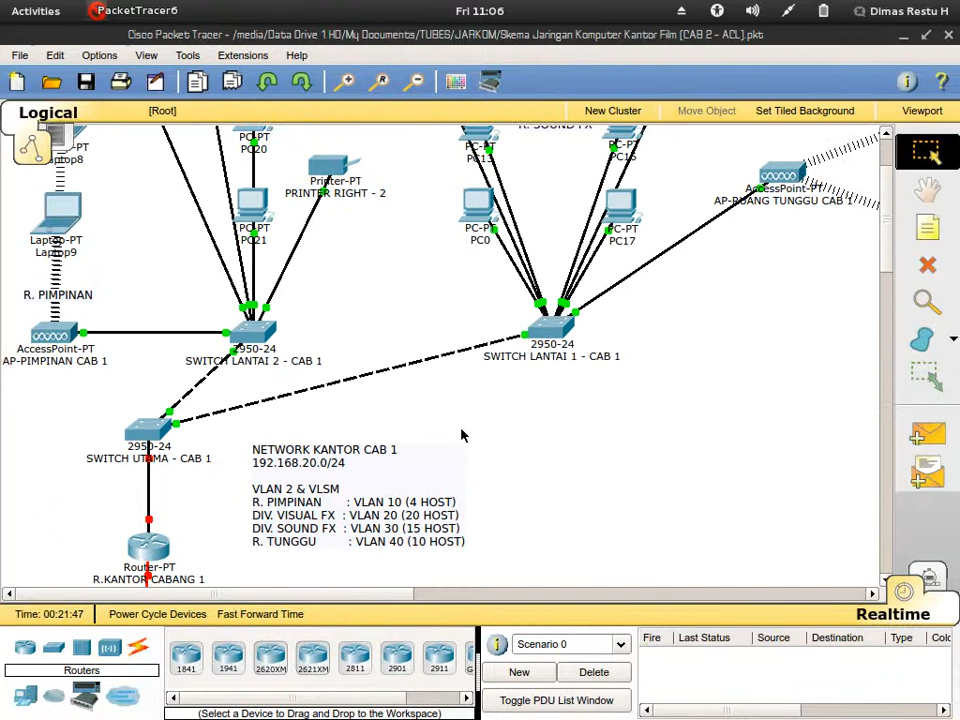 Activities
PacketTracer6
Fri 11:06
Dimas Restu H
Cisco Packet Tracer - /media/Data Drive 1 HD/My Documents/TUBES/JARKOM/Skema Jaringan Komputer Kantor Film [CAB 2 - ACL].pkt
File Edit Options View Tools Extensions Help
Logical
[Root]
New Cluster
Move Object
Set Tiled Background
Viewport
Laptop8
PC-PT
PC20
PC-PT
PC13
R. SOUND FX
PC-PT
PC16
Printer-PT
PRINTER RIGHT - 2
AccessPoint-PT
AP-RUANG TUNGGU CAB 1
PC-PT
PC21
PC-PT
PC0
PC-PT
PC17
Laptop-PT
Laptop9
R. PIMPINAN
AccessPoint-PT
AP-PIMPINAN CAB 1
2950-24
SWITCH LANTAI 2 - CAB 1
2950-24
SWITCH LANTAI 1 - CAB 1
2950-24
SWITCH UTAMA - CAB 1
NETWORK KANTOR CAB 1
192.168.20.0/24
VLAN 2 & VLSM
R. PIMPINAN : VLAN 10 (4 HOST)
DIV. VISUAL FX : VLAN 20 (20 HOST)
DIV. SOUND FX : VLAN 30 (15 HOST)
R. TUNGGU : VLAN 40 (10 HOST)
Router-PT
R.KANTOR CABANG 1
Time: 00:21:47
Power Cycle Devices
Fast Forward Time
Realtime
Routers
1841
1941
2620XM
2621XM
2811
2901
2911
(Select a Device to Drag and Drop to the Workspace)
Scenario 0
New
Delete
Toggle PDU List Window
Fire
Last Status
Source
Destination
Type